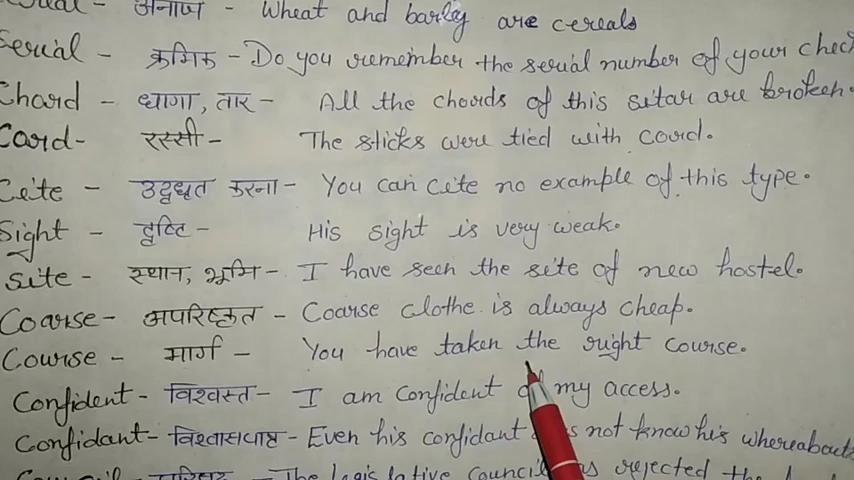 अनाज - Wheat and barley are cereals
Serial - क्रमिक - Do you remember the serial number of your chec
Chord - धागा, तार - All the chords of this sitar are broken.
Cord - रस्सी - The sticks were tied with cord.
Cite - उद्धृत करना - You can cite no example of this type.
Sight - दृष्टि - His sight is very weak.
Site - स्थान, भूमि - I have seen the site of new hostel.
Coarse - अपरिष्कृत - Coarse clothe is always cheap.
Course - मार्ग - You have taken the right course.
Confident - विश्वस्त - I am confident of my access.
Confidant - विश्वासपात्र - Even his confidant not know his whereabouts
- The legislative Council rejected the